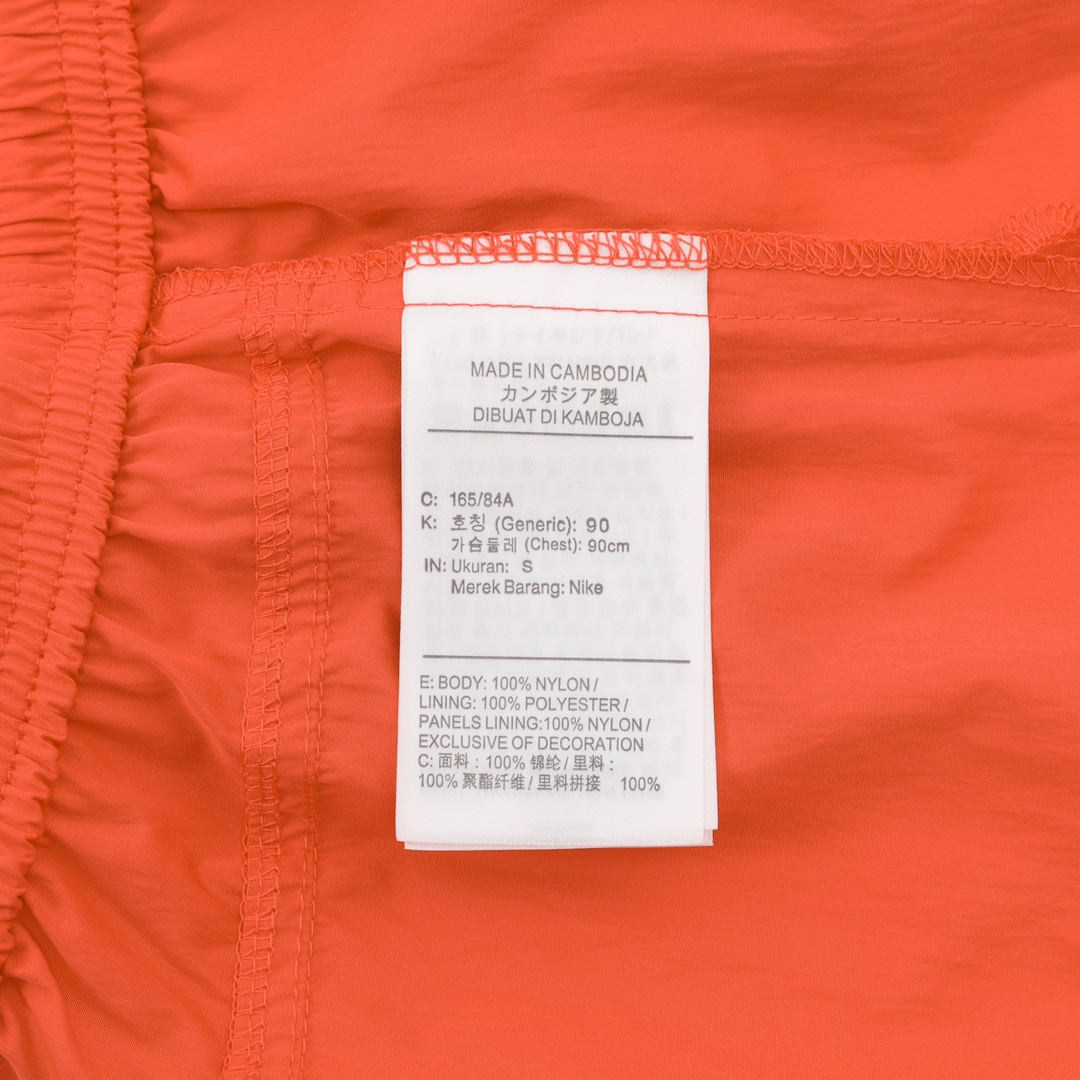 MADE IN CAMBODIA
カンボジア製
DIBUAT DI KAMBOJA
C: 165/84A
K: 호칭 (Generic): 90
가슴둘레 (Chest): 90cm
IN: Ukuran: S
Merek Barang: Nike
E: BODY: 100% NYLON /
LINING: 100% POLYESTER /
PANELS LINING:100% NYLON /
EXCLUSIVE OF DECORATION
C: 面料 : 100% 锦纶 / 里料 :
100% 聚酯纤维 / 里料拼接 100%